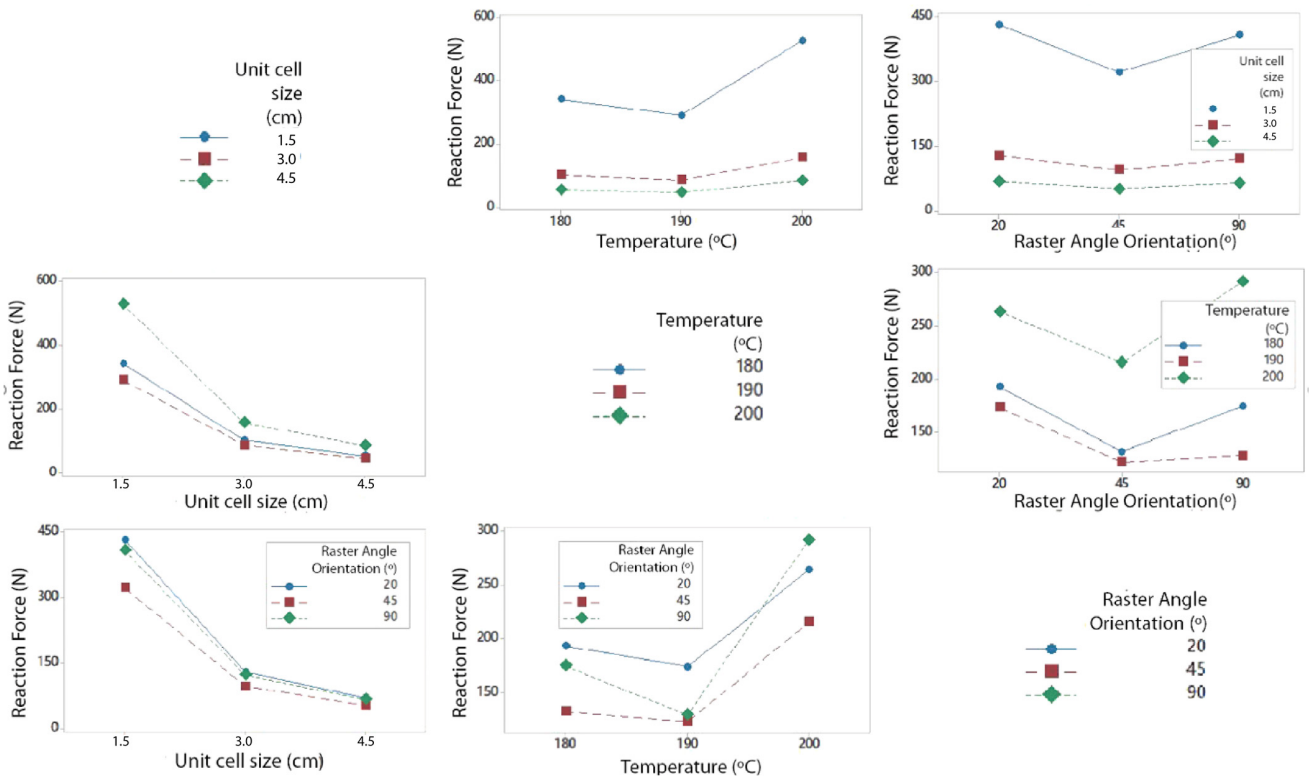 Unit cell
size
(cm)
1.5
3.0
4.5
Reaction Force (N)
600
400
200
0
180
190
200
Temperature (ºC)
Reaction Force (N)
450
300
150
0
Unit cell
size
(cm)
1.5
3.0
4.5
20
45
90
Raster Angle Orientation(º)
Reaction Force (N)
600
400
200
0
1.5
3.0
4.5
Unit cell size (cm)
Temperature
(ºC)
180
190
200
Reaction Force (N)
300
250
200
150
Temperature
(ºC)
180
190
200
20
45
90
Raster Angle Orientation(º)
Reaction Force (N)
450
300
150
0
Raster Angle
Orientation (º)
20
45
90
1.5
3.0
4.5
Unit cell size (cm)
Reaction Force (N)
300
250
200
150
Raster Angle
Orientation (º)
20
45
90
180
190
200
Temperature (ºC)
Raster Angle
Orientation (º)
20
45
90